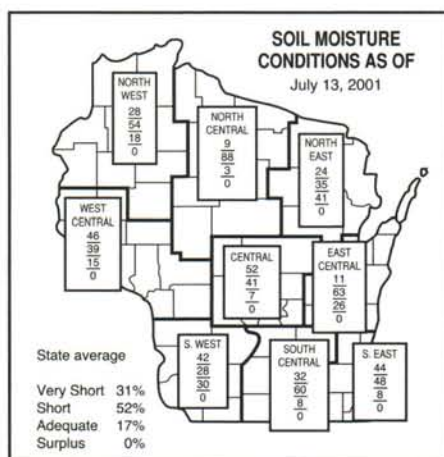 SOIL MOISTURE
CONDITIONS AS OF
July 13, 2001
NORTH
WEST
28
54
18
0
NORTH
CENTRAL
9
88
3
0
NORTH
EAST
24
35
41
0
WEST
CENTRAL
46
39
15
0
CENTRAL
52
41
7
0
EAST
CENTRAL
11
63
26
0
S. WEST
42
28
30
0
SOUTH
CENTRAL
32
60
8
0
S. EAST
44
48
8
0
State average
Very Short 31%
Short 52%
Adequate 17%
Surplus 0%